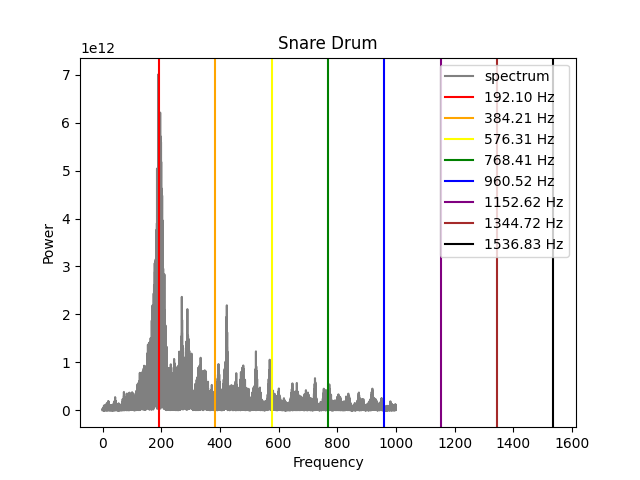 Snare Drum
1e12
7
6
5
4
3
2
1
0
Power
0 200 400 600 800 1000 1200 1400 1600
Frequency
spectrum
192.10 Hz
384.21 Hz
576.31 Hz
768.41 Hz
960.52 Hz
1152.62 Hz
1344.72 Hz
1536.83 Hz